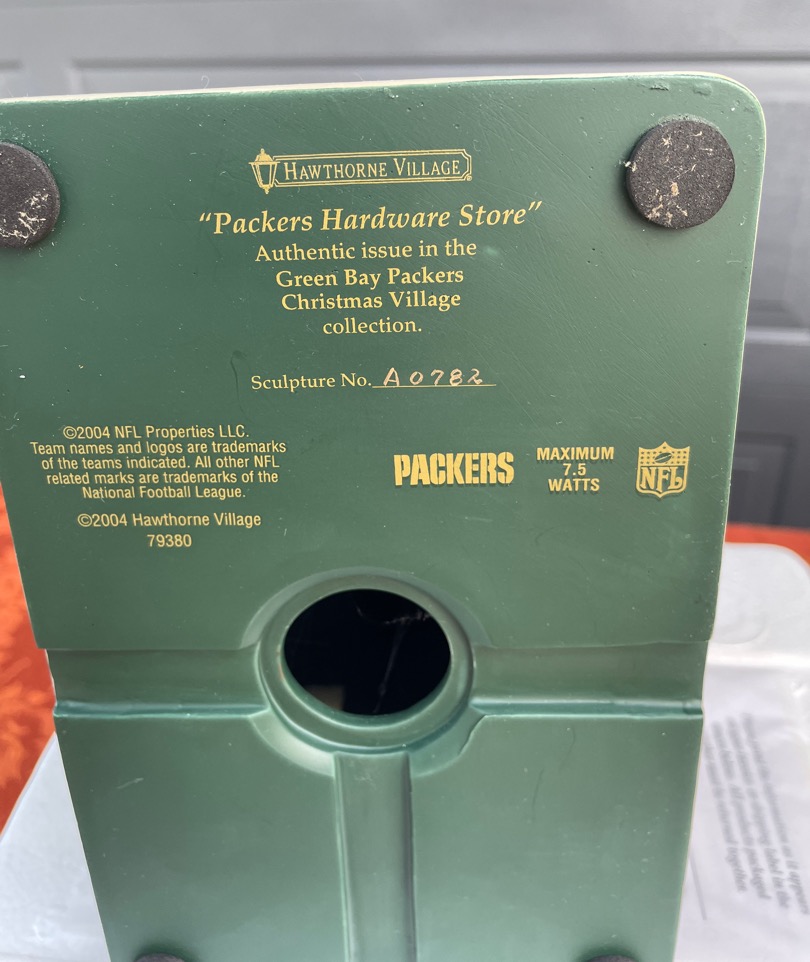 HAWTHORNE VILLAGE
“Packers Hardware Store”
Authentic issue in the
Green Bay Packers
Christmas Village
collection.
Sculpture No. A0782
©2004 NFL Properties LLC.
Team names and logos are trademarks
of the teams indicated. All other NFL
related marks are trademarks of the
National Football League.
©2004 Hawthorne Village
79380
PACKERS
MAXIMUM
7.5
WATTS
NFL